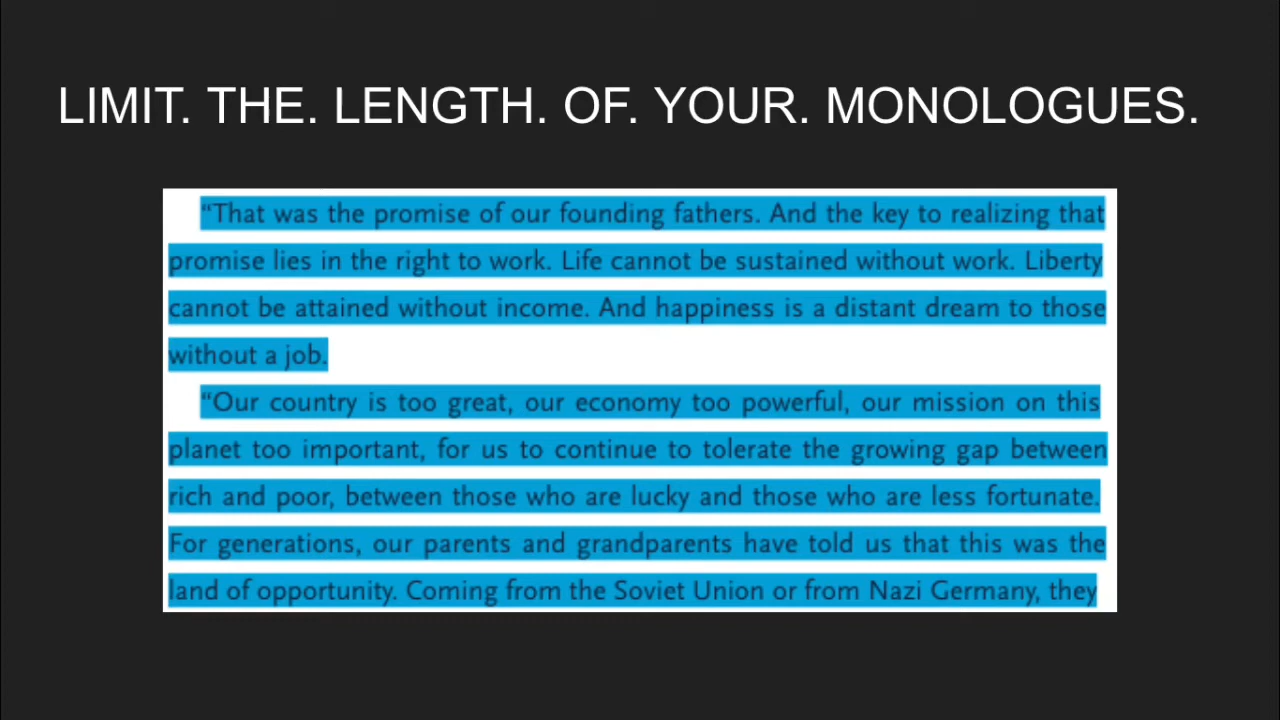 LIMIT. THE. LENGTH. OF. YOUR. MONOLOGUES.
“That was the promise of our founding fathers. And the key to realizing that
promise lies in the right to work. Life cannot be sustained without work. Liberty
cannot be attained without income. And happiness is a distant dream to those
without a job.
“Our country is too great, our economy too powerful, our mission on this
planet too important, for us to continue to tolerate the growing gap between
rich and poor, between those who are lucky and those who are less fortunate.
For generations, our parents and grandparents have told us that this was the
land of opportunity. Coming from the Soviet Union or from Nazi Germany, they